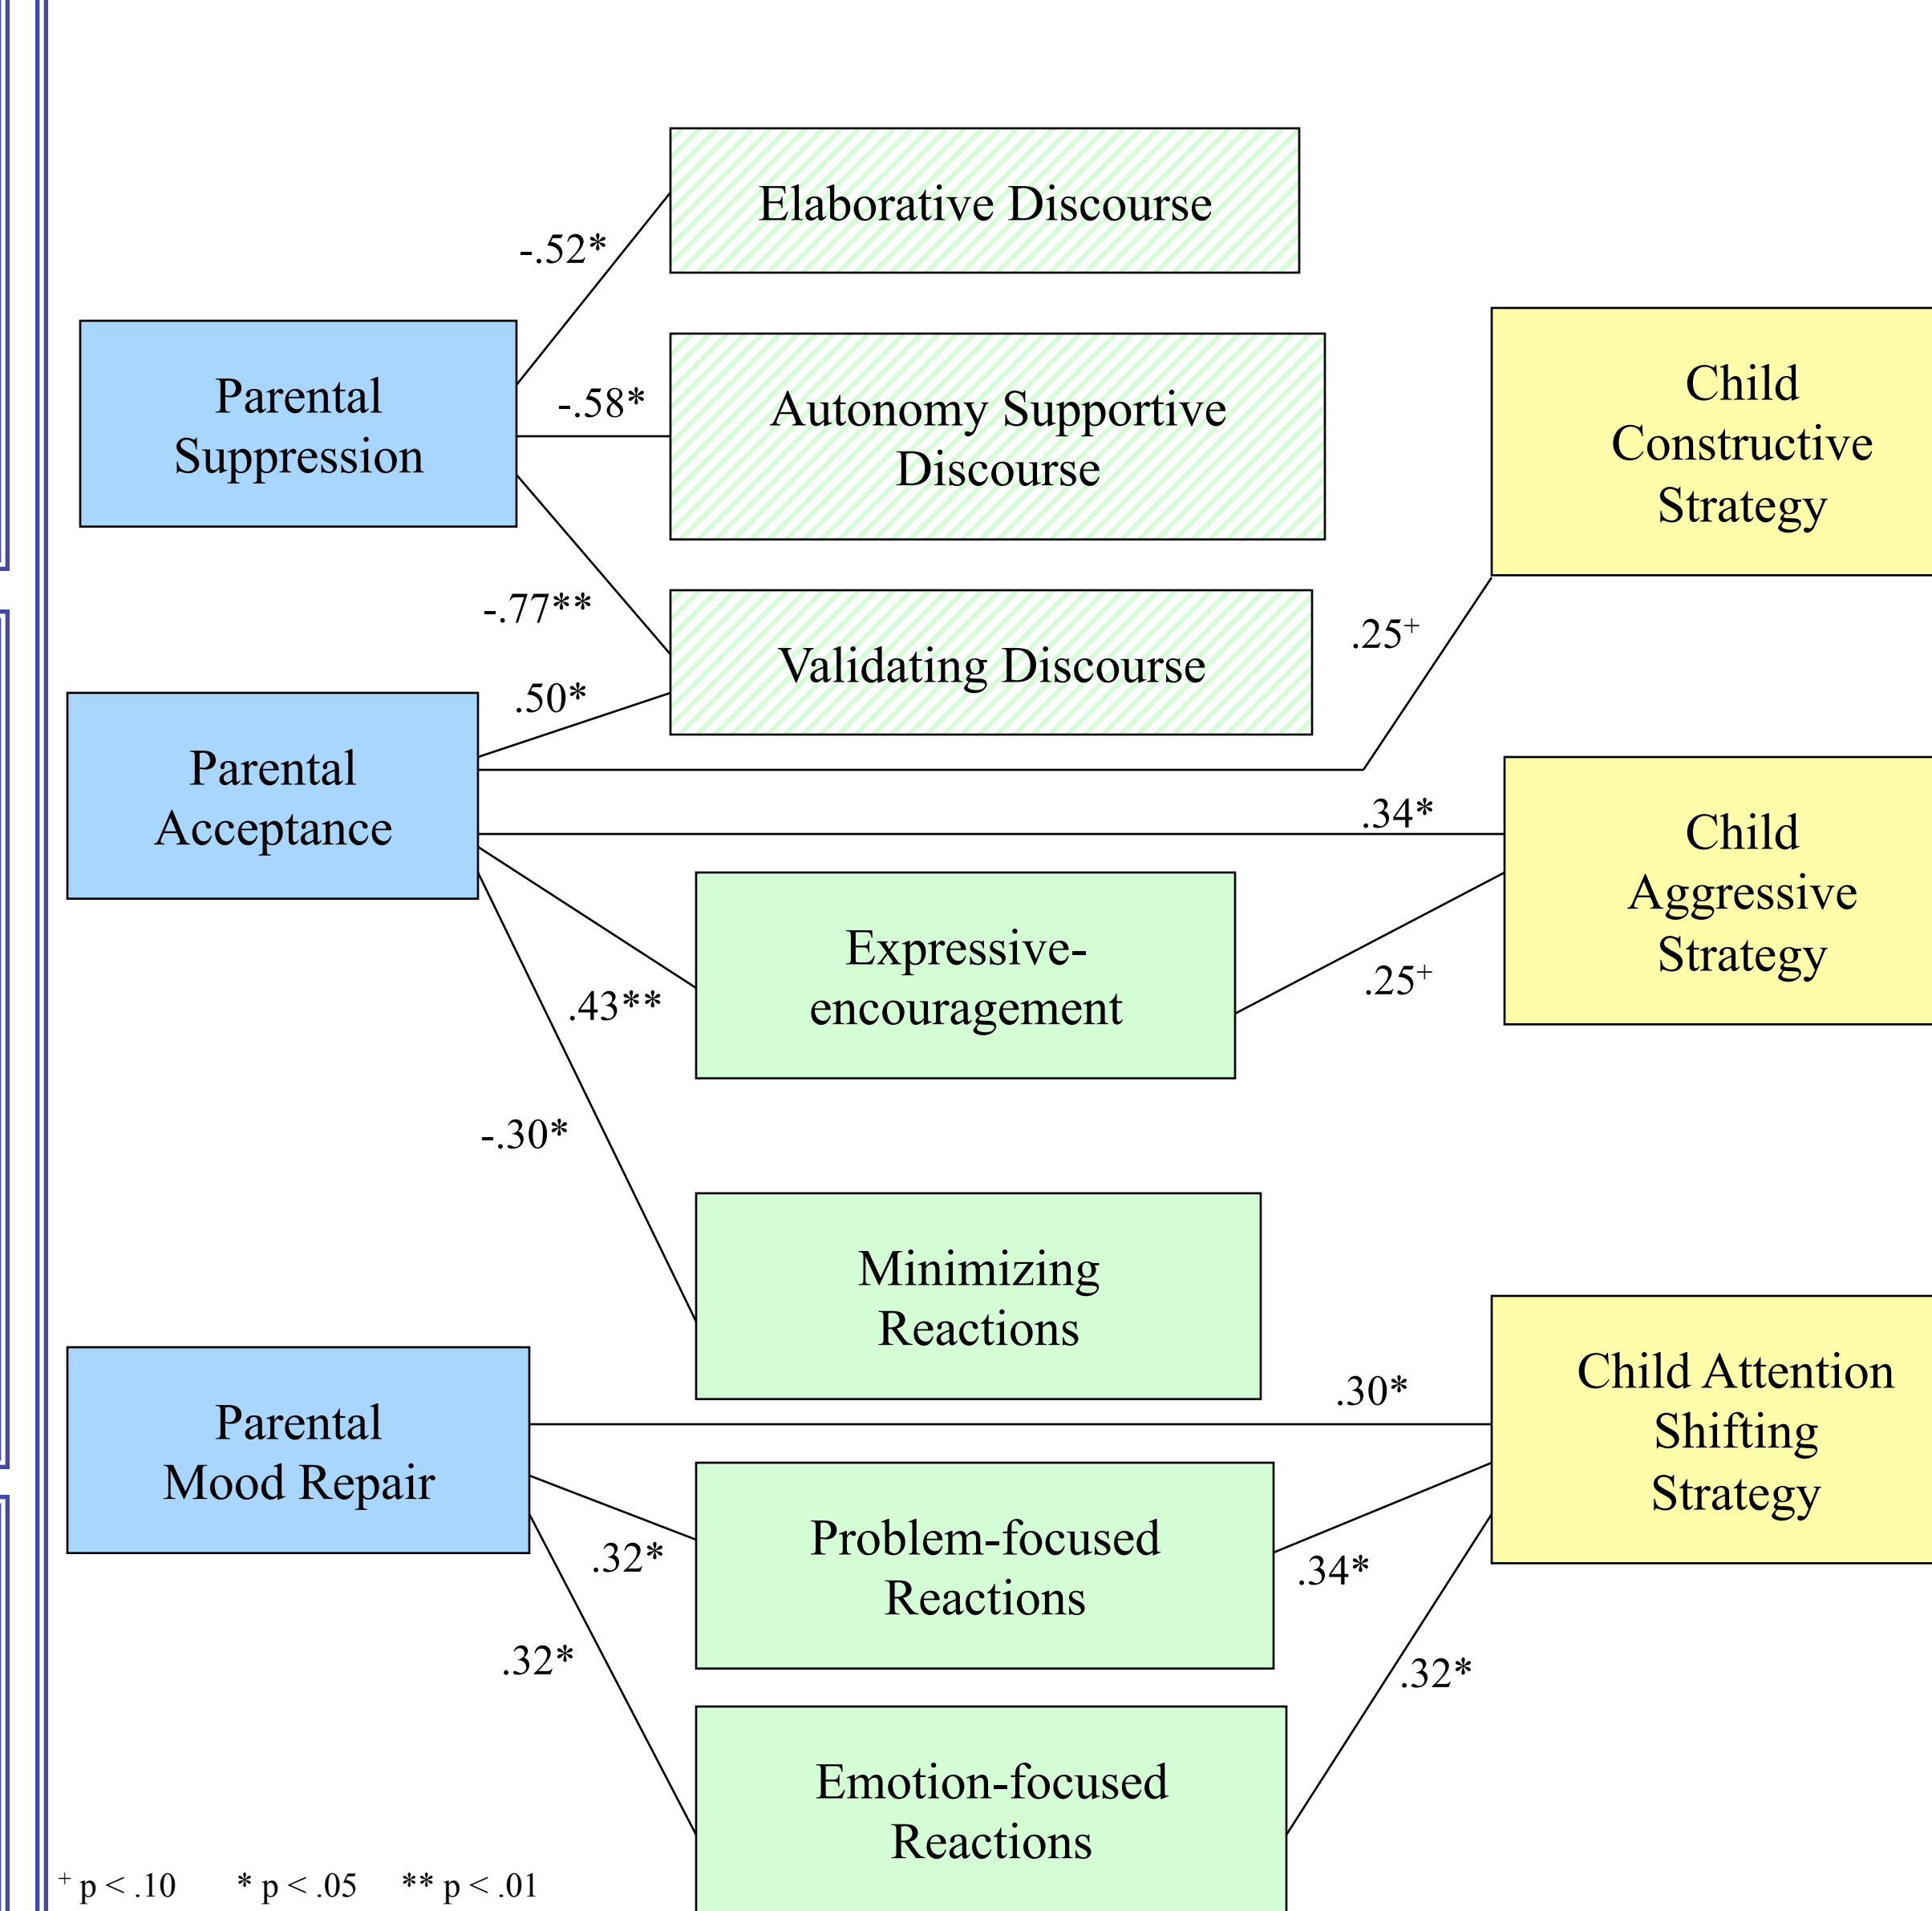 Elaborative Discourse
-.52*
Parental
Suppression
-.58*
Autonomy Supportive
Discourse
Child
Constructive
Strategy
-.77**
Validating Discourse
.25+
.50*
Parental
Acceptance
.34*
Child
Aggressive
Strategy
Expressive-
encouragement
.43**
.25+
-.30*
Minimizing
Reactions
.30*
Child Attention
Shifting
Strategy
Parental
Mood Repair
Problem-focused
Reactions
.32*
.34*
.32*
.32*
Emotion-focused
Reactions
+ p < .10 * p < .05 ** p < .01